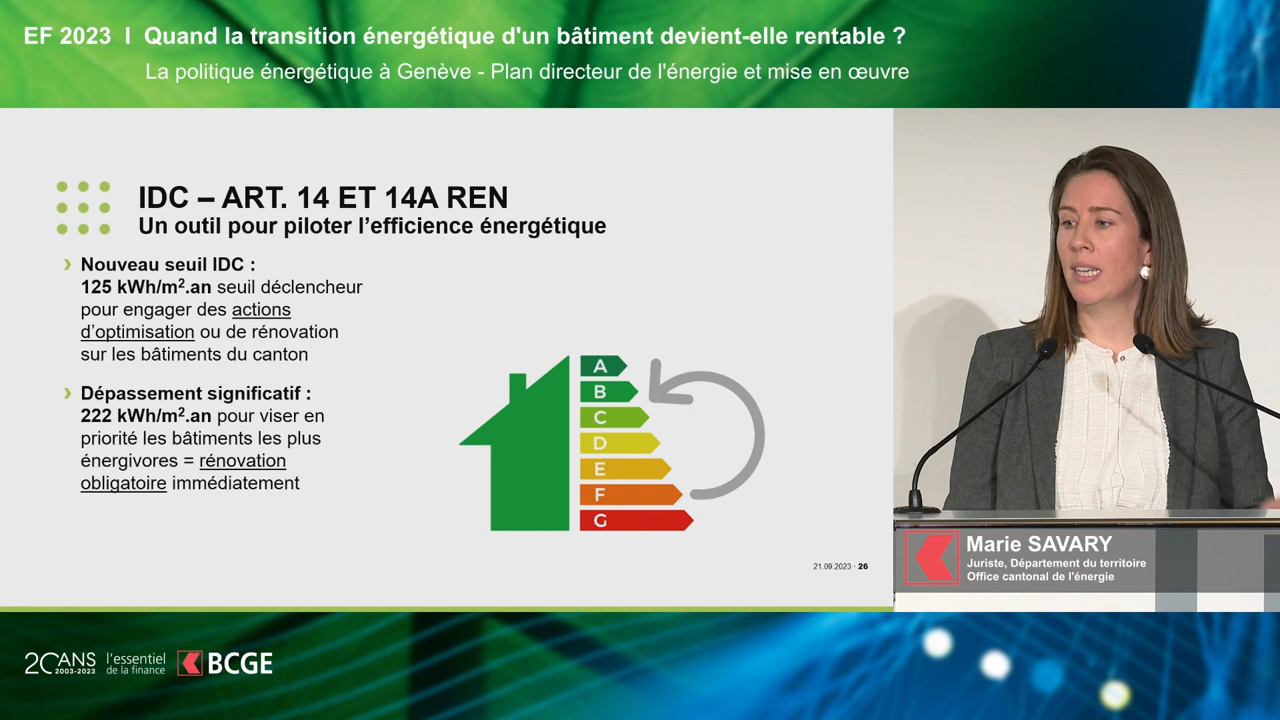 EF 2023 I Quand la transition énergétique d'un bâtiment devient-elle rentable ?
La politique énergétique à Genève - Plan directeur de l'énergie et mise en œuvre
IDC – ART. 14 ET 14A REN
Un outil pour piloter l’efficience énergétique
› Nouveau seuil IDC :
125 kWh/m².an seuil déclencheur
pour engager des actions
d’optimisation ou de rénovation
sur les bâtiments du canton
› Dépassement significatif :
222 kWh/m².an pour viser en
priorité les bâtiments les plus
énergivores = rénovation
obligatoire immédiatement
A
B
C
D
E
F
G
21.09.2023 · 26
Marie SAVARY
Juriste, Département du territoire
Office cantonal de l'énergie
20 ANS
2003-2023
l’essentiel
de la finance
BCGE